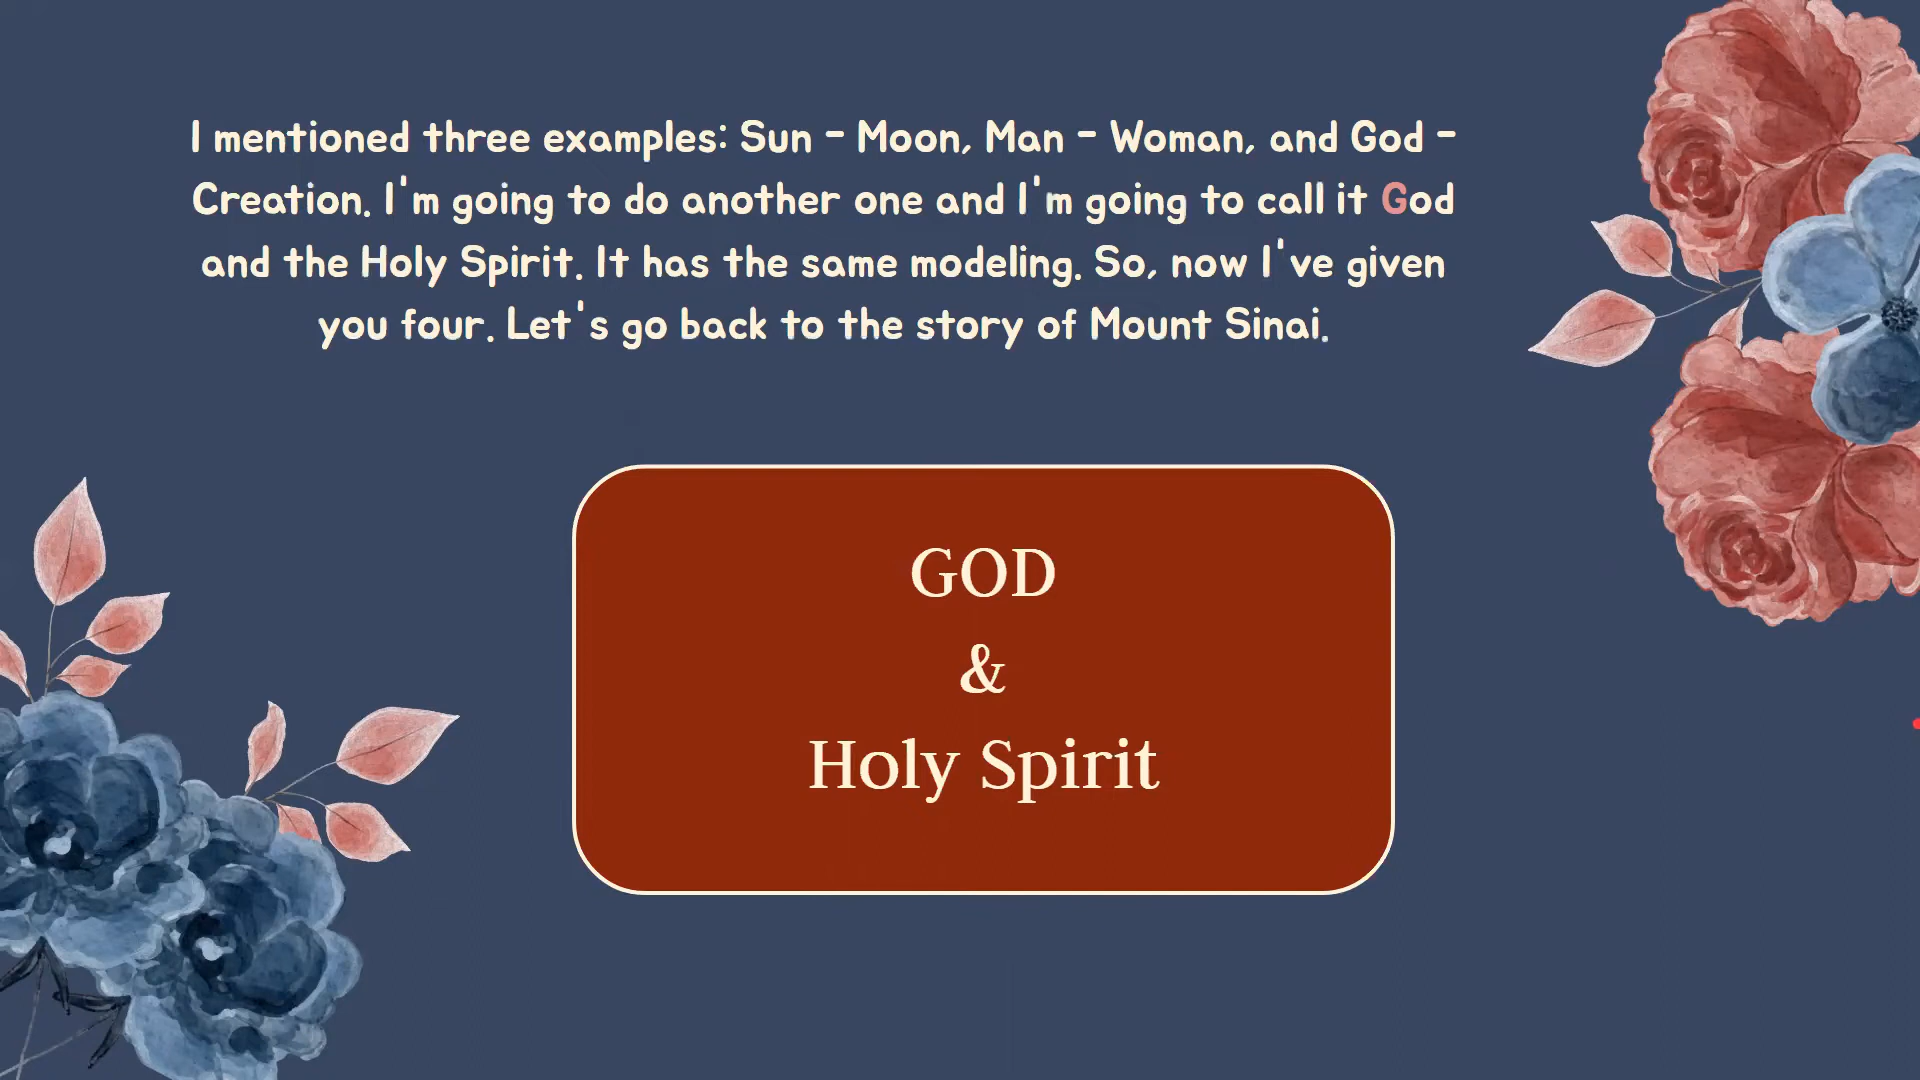 I mentioned three examples: Sun - Moon, Man - Woman, and God -
Creation. I'm going to do another one and I'm going to call it God
and the Holy Spirit. It has the same modeling. So, now I've given
you four. Let's go back to the story of Mount Sinai.
GOD
&
Holy Spirit